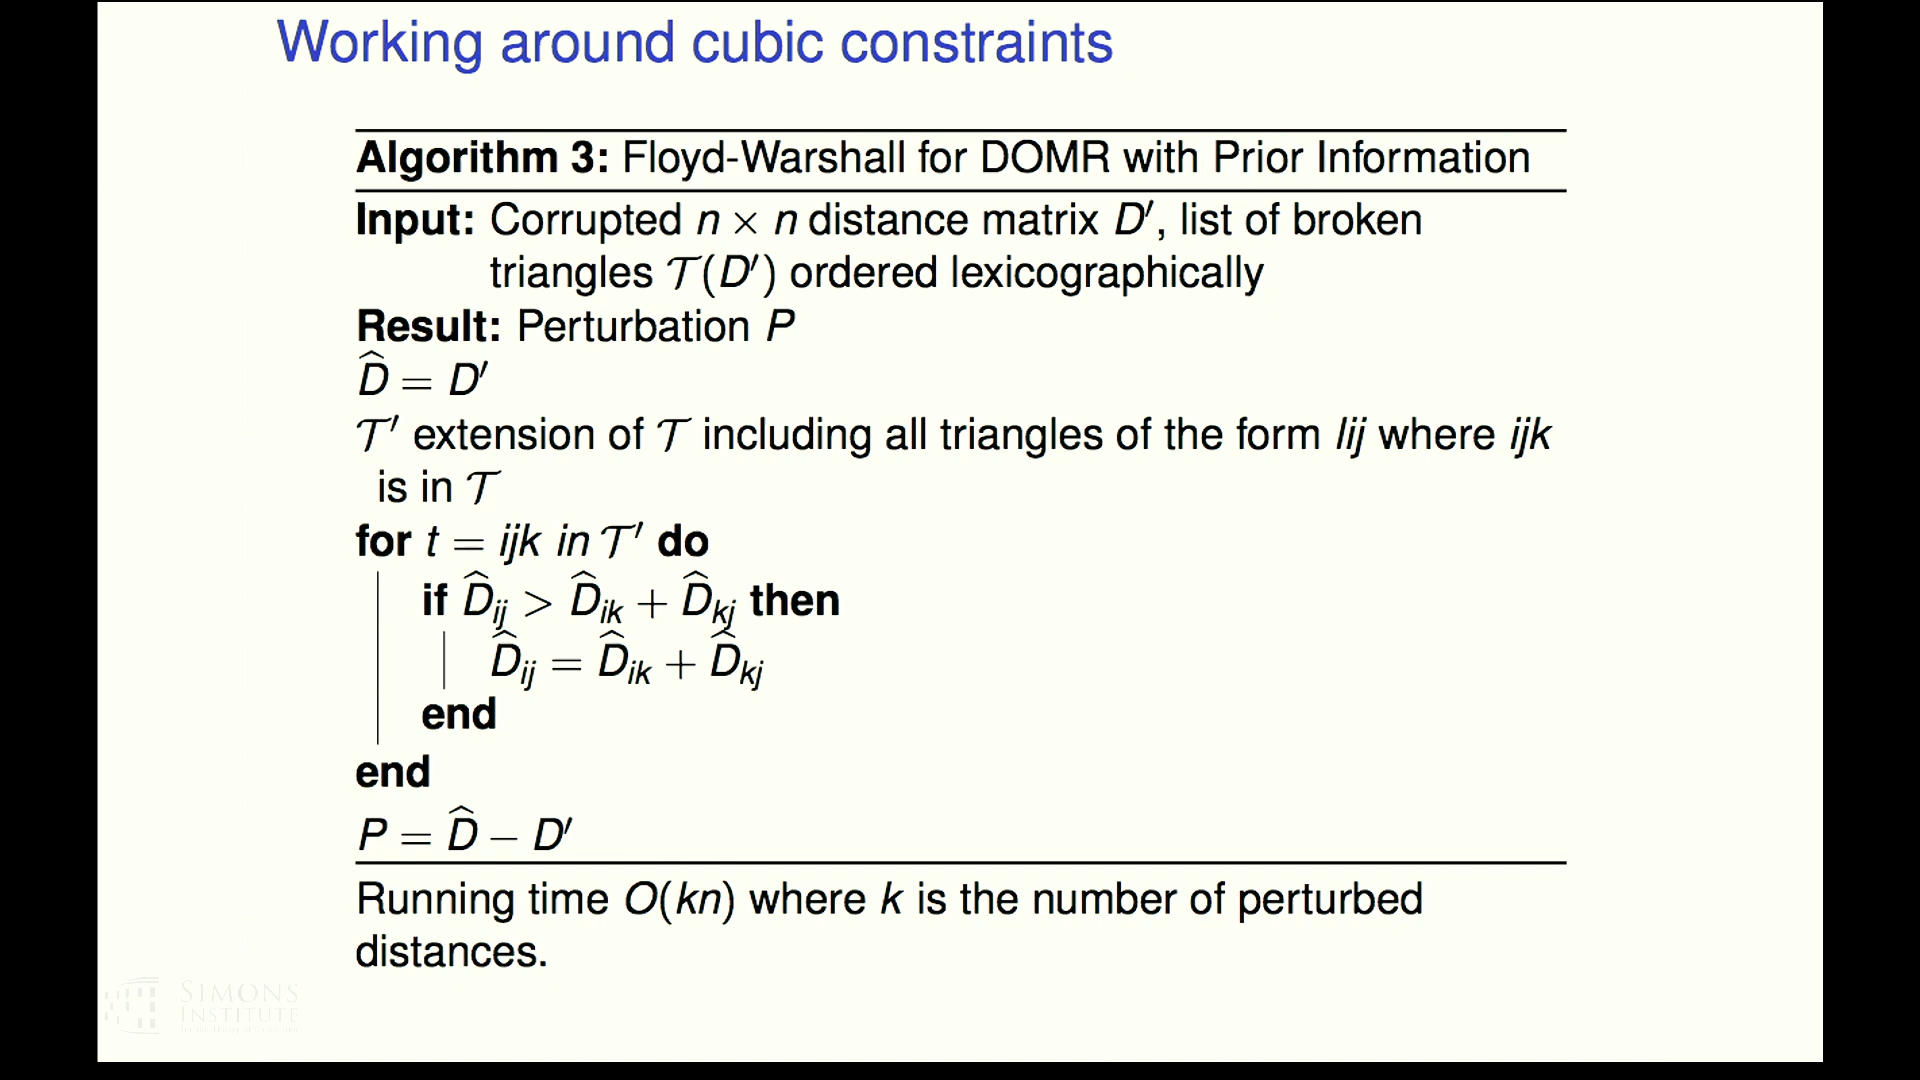 Working around cubic constraints
Algorithm 3: Floyd-Warshall for DOMR with Prior Information
Input: Corrupted n × n distance matrix D′, list of broken
triangles 𝒯(D′) ordered lexicographically
Result: Perturbation P
D̂ = D′
𝒯′ extension of 𝒯 including all triangles of the form lij where ijk
is in 𝒯
for t = ijk in 𝒯′ do
if D̂ij > D̂ik + D̂kj then
D̂ij = D̂ik + D̂kj
end
end
P = D̂ − D′
Running time O(kn) where k is the number of perturbed
distances.
SIMONS
INSTITUTE